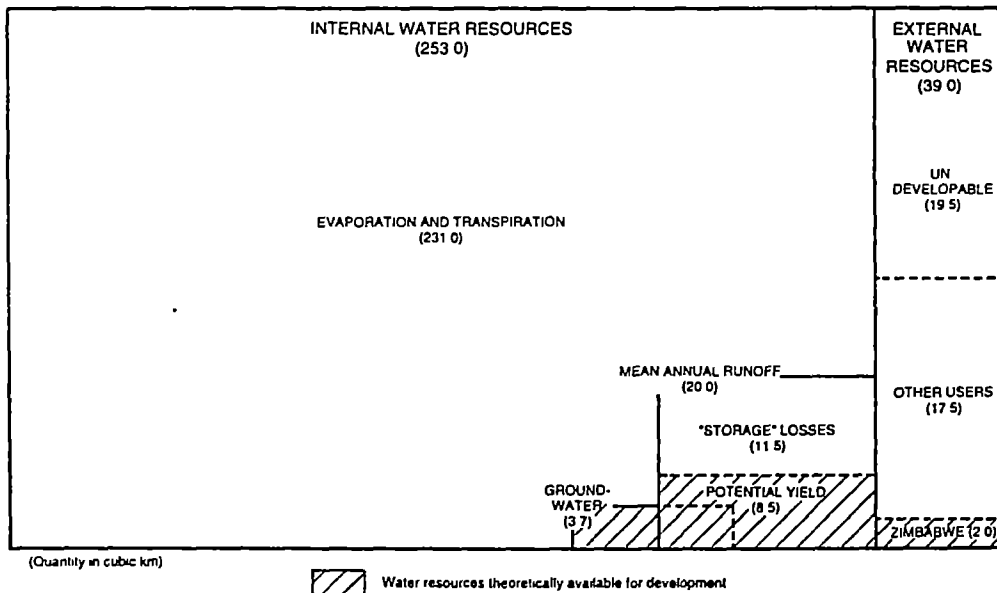 INTERNAL WATER RESOURCES
(253 0)
EXTERNAL
WATER
RESOURCES
(39 0)
UN
DEVELOPABLE
(19 5)
EVAPORATION AND TRANSPIRATION
(231 0)
MEAN ANNUAL RUNOFF
(20 0)
OTHER USERS
(17 5)
"STORAGE" LOSSES
(11 5)
GROUND-
WATER
(3 7)
POTENTIAL YIELD
(8 5)
ZIMBABWE (2 0)
(Quantity in cubic km)
Water resources theoretically available for development